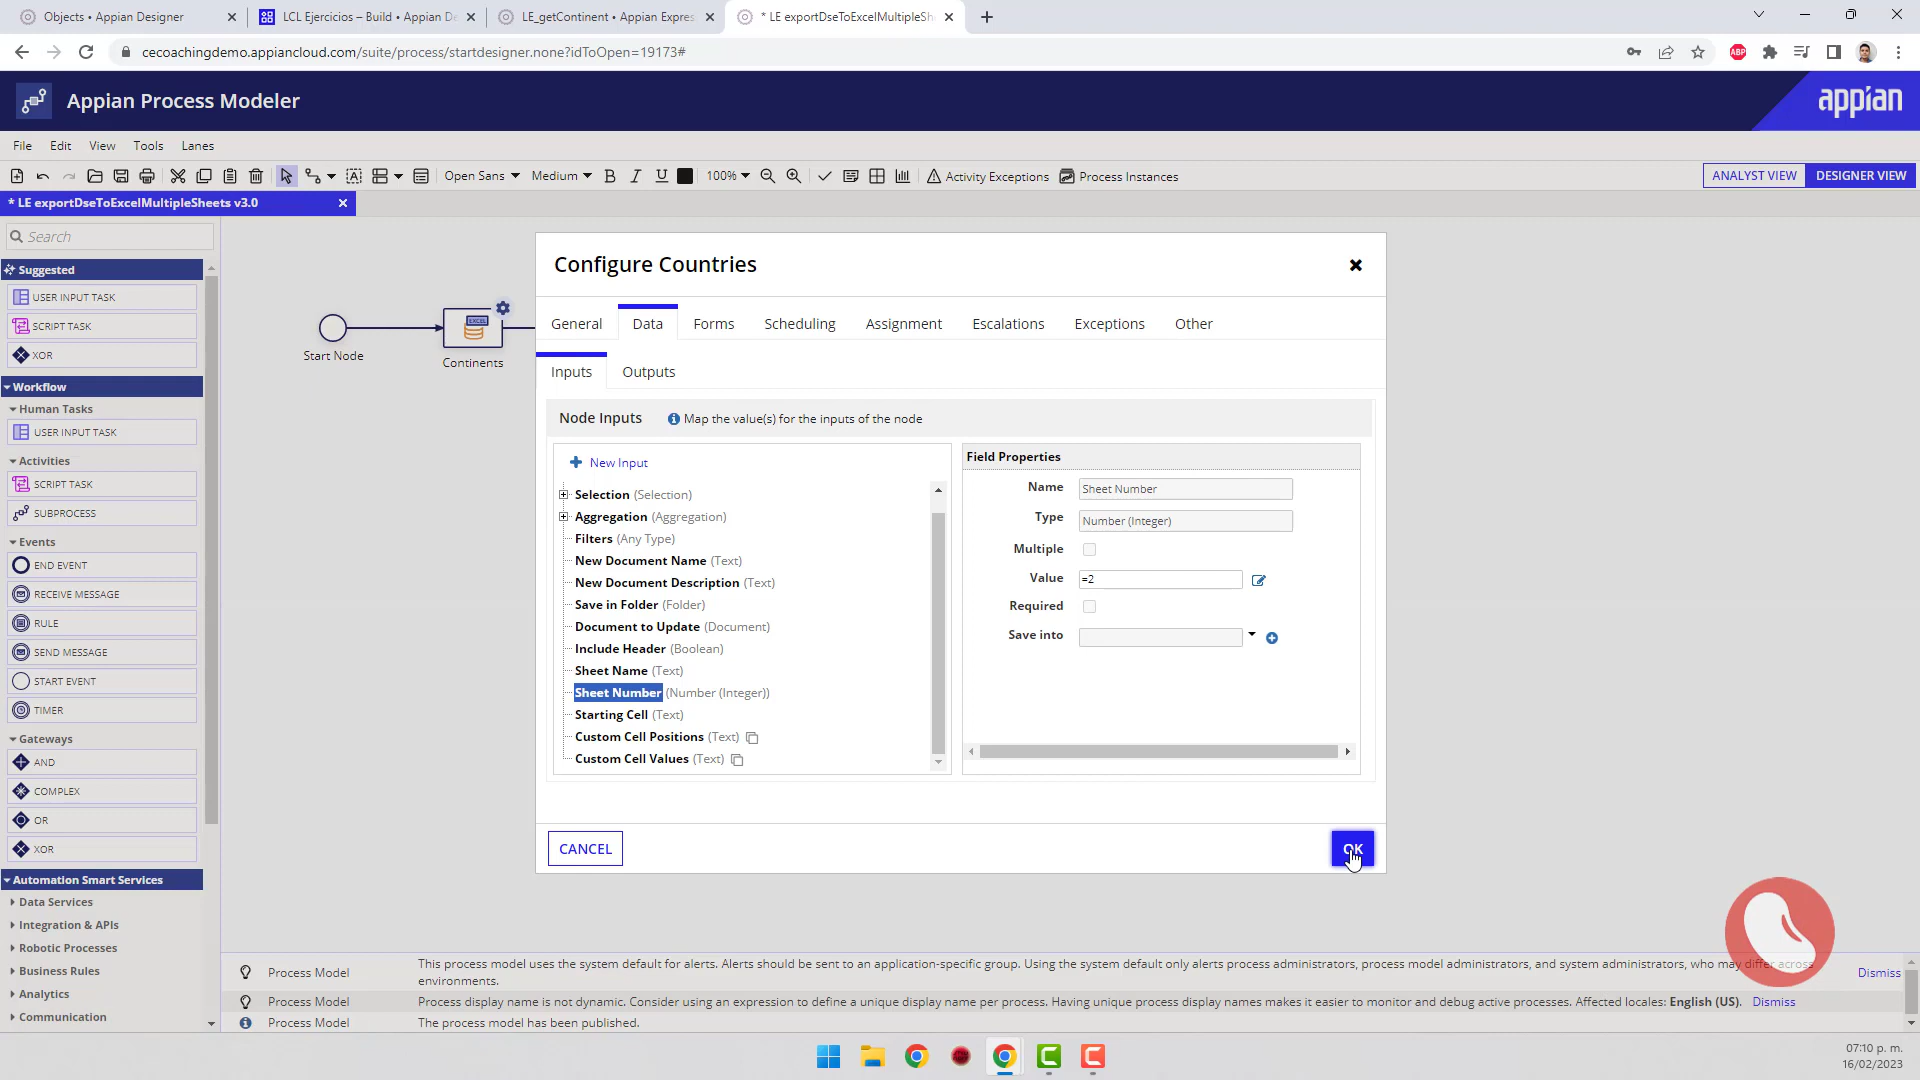 Objects • Appian Designer
LCL Ejercicios – Build • Appian De
LE_getContinent • Appian Expres
* LE exportDseToExcelMultipleSh
cecoachingdemo.appiancloud.com/suite/process/startdesigner.none?idToOpen=19173#
ABP
Appian Process Modeler
appian
File
Edit
View
Tools
Lanes
Open Sans
Medium
B
I
U
100%
Activity Exceptions
Process Instances
ANALYST VIEW
DESIGNER VIEW
* LE exportDseToExcelMultipleSheets v3.0
Search
Suggested
USER INPUT TASK
SCRIPT TASK
XOR
Workflow
Human Tasks
USER INPUT TASK
Activities
SCRIPT TASK
SUBPROCESS
Events
END EVENT
RECEIVE MESSAGE
RULE
SEND MESSAGE
START EVENT
TIMER
Gateways
AND
COMPLEX
OR
XOR
Automation Smart Services
Data Services
Integration & APIs
Robotic Processes
Business Rules
Analytics
Communication
Start Node
EXCEL
Continents
Configure Countries
General
Data
Forms
Scheduling
Assignment
Escalations
Exceptions
Other
Inputs
Outputs
Node Inputs
Map the value(s) for the inputs of the node
New Input
Selection (Selection)
Aggregation (Aggregation)
Filters (Any Type)
New Document Name (Text)
New Document Description (Text)
Save in Folder (Folder)
Document to Update (Document)
Include Header (Boolean)
Sheet Name (Text)
Sheet Number (Number (Integer))
Starting Cell (Text)
Custom Cell Positions (Text)
Custom Cell Values (Text)
Field Properties
Name
Sheet Number
Type
Number (Integer)
Multiple
Value
=2
Required
Save into
CANCEL
OK
Process Model
This process model uses the system default for alerts. Alerts should be sent to an application-specific group. Using the system default only alerts process administrators, process model administrators, and system administrators, who may differ across
environments.
Dismiss
Process Model
Process display name is not dynamic. Consider using an expression to define a unique display name per process. Having unique process display names makes it easier to monitor and debug active processes. Affected locales: English (US). Dismiss
Process Model
The process model has been published.
07:10 p. m.
16/02/2023